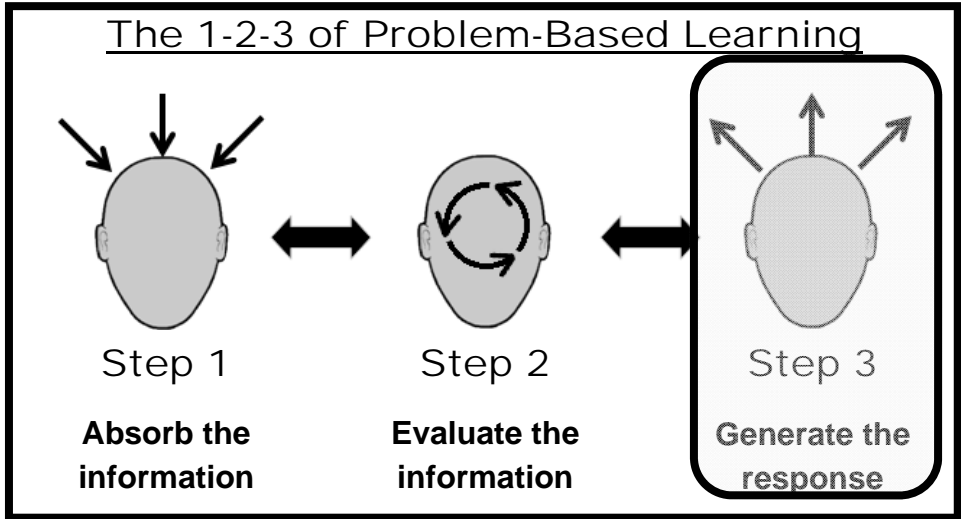 The 1-2-3 of Problem-Based Learning
Step 1
Absorb the
information
Step 2
Evaluate the
information
Step 3
Generate the
response